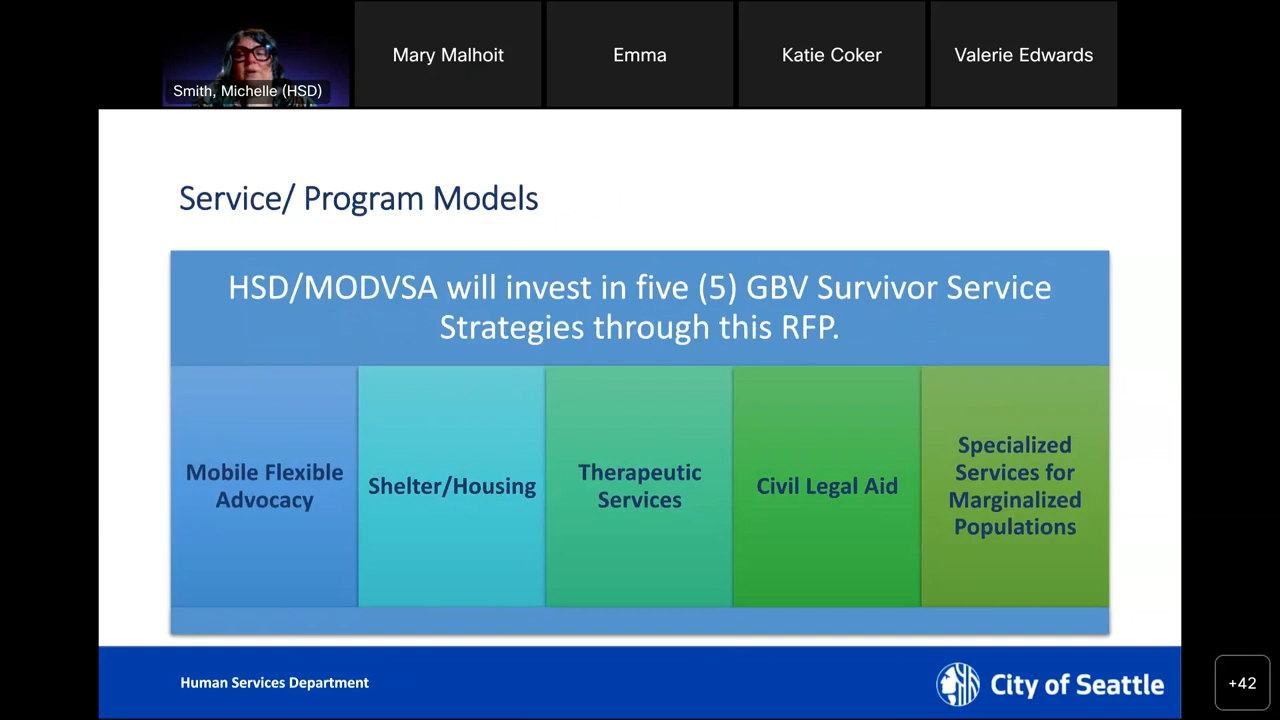 Smith, Michelle (HSD)
Mary Malhoit
Emma
Katie Coker
Valerie Edwards
Service/ Program Models
HSD/MODVSA will invest in five (5) GBV Survivor Service
Strategies through this RFP.
Mobile Flexible
Advocacy
Shelter/Housing
Therapeutic
Services
Civil Legal Aid
Specialized
Services for
Marginalized
Populations
Human Services Department
City of Seattle
+42